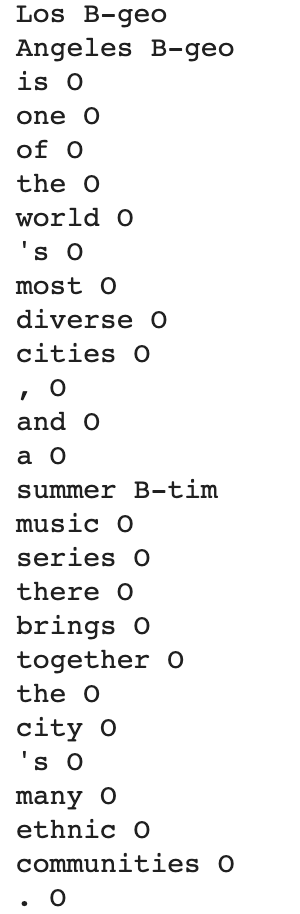 Los B-geo
Angeles B-geo
is O
one O
of O
the O
world O
's O
most O
diverse O
cities O
, O
and O
a O
summer B-tim
music O
series O
there O
brings O
together O
the O
city O
's O
many O
ethnic O
communities O
. O